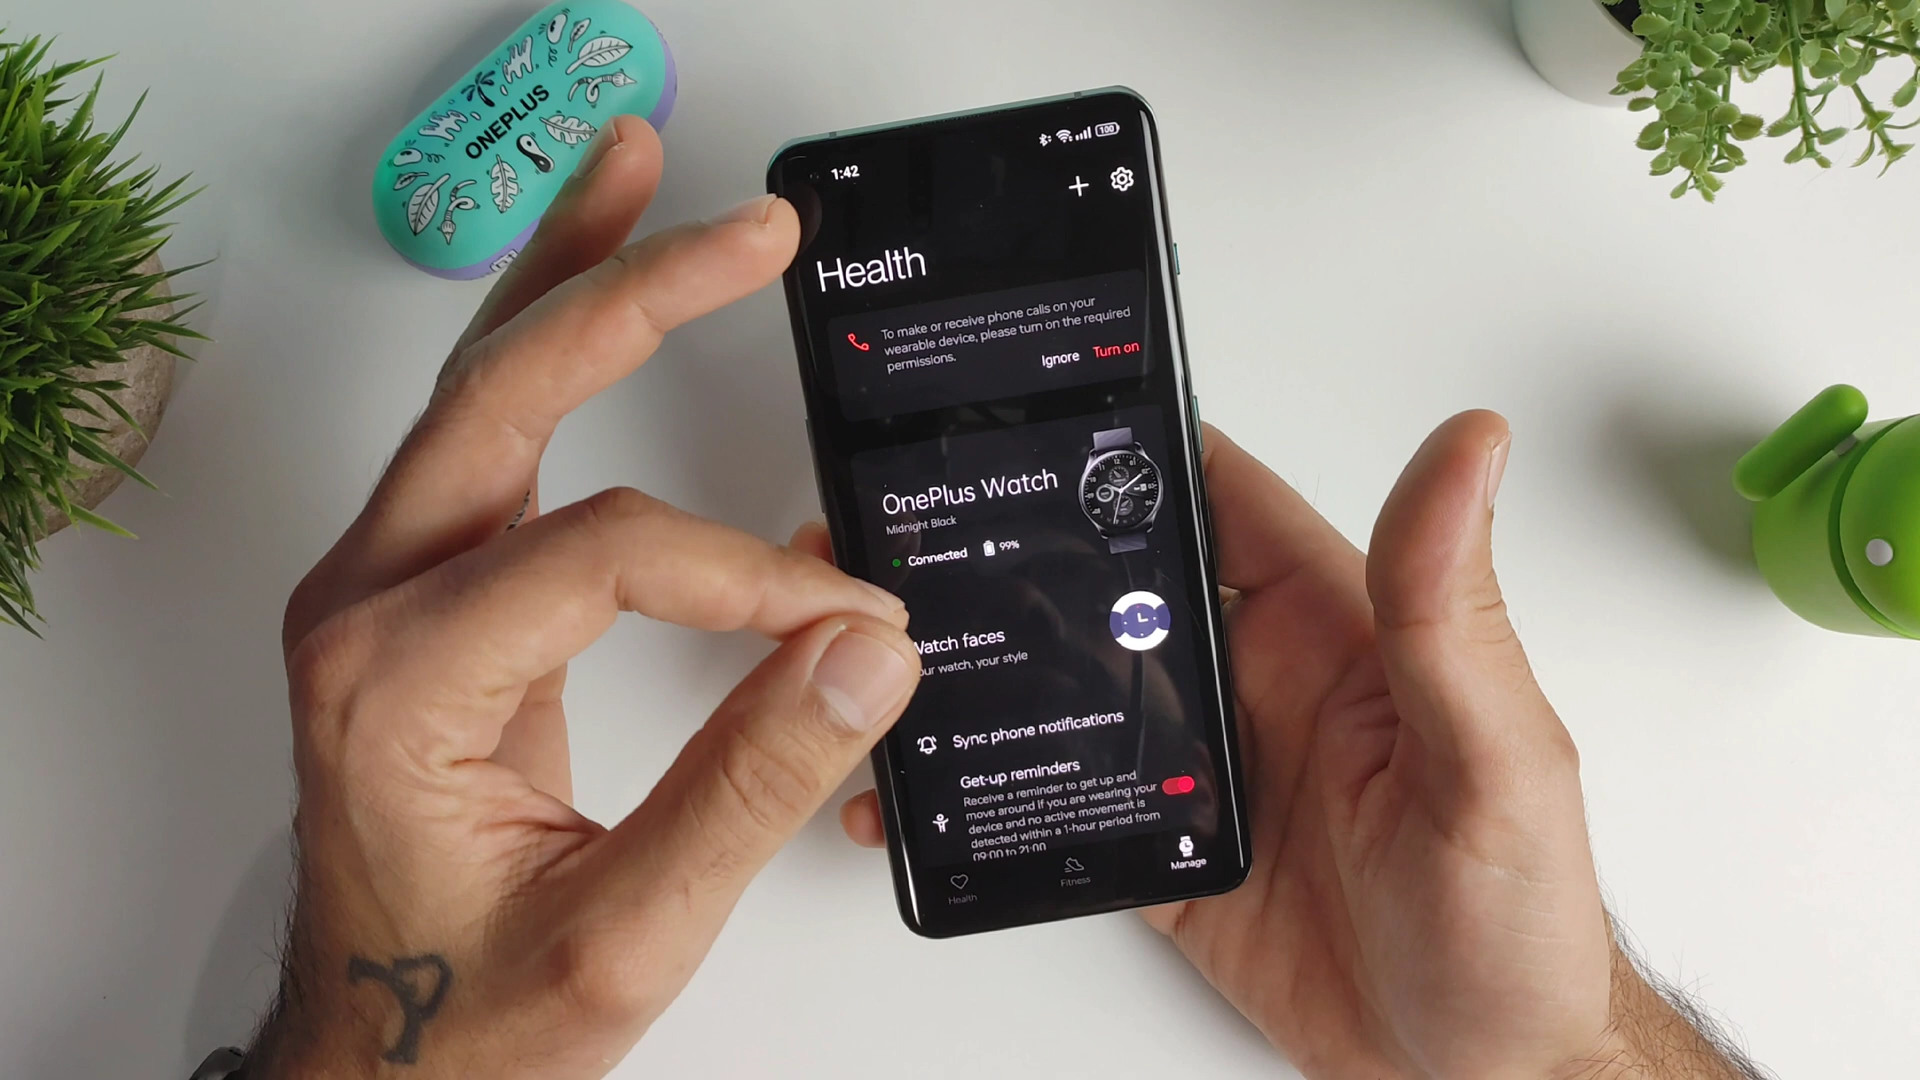 ONEPLUS
1:42
100
Health
To make or receive phone calls on your
wearable device, please turn on the required
permissions.
Ignore Turn on
OnePlus Watch
Midnight Black
Connected 99%
Watch faces
our watch, your style
Sync phone notifications
Get-up reminders
Receive a reminder to get up and
move around if you are wearing your
device and no active movement is
detected within a 1-hour period from
09:00 to 21:00
Health Fitness Manage